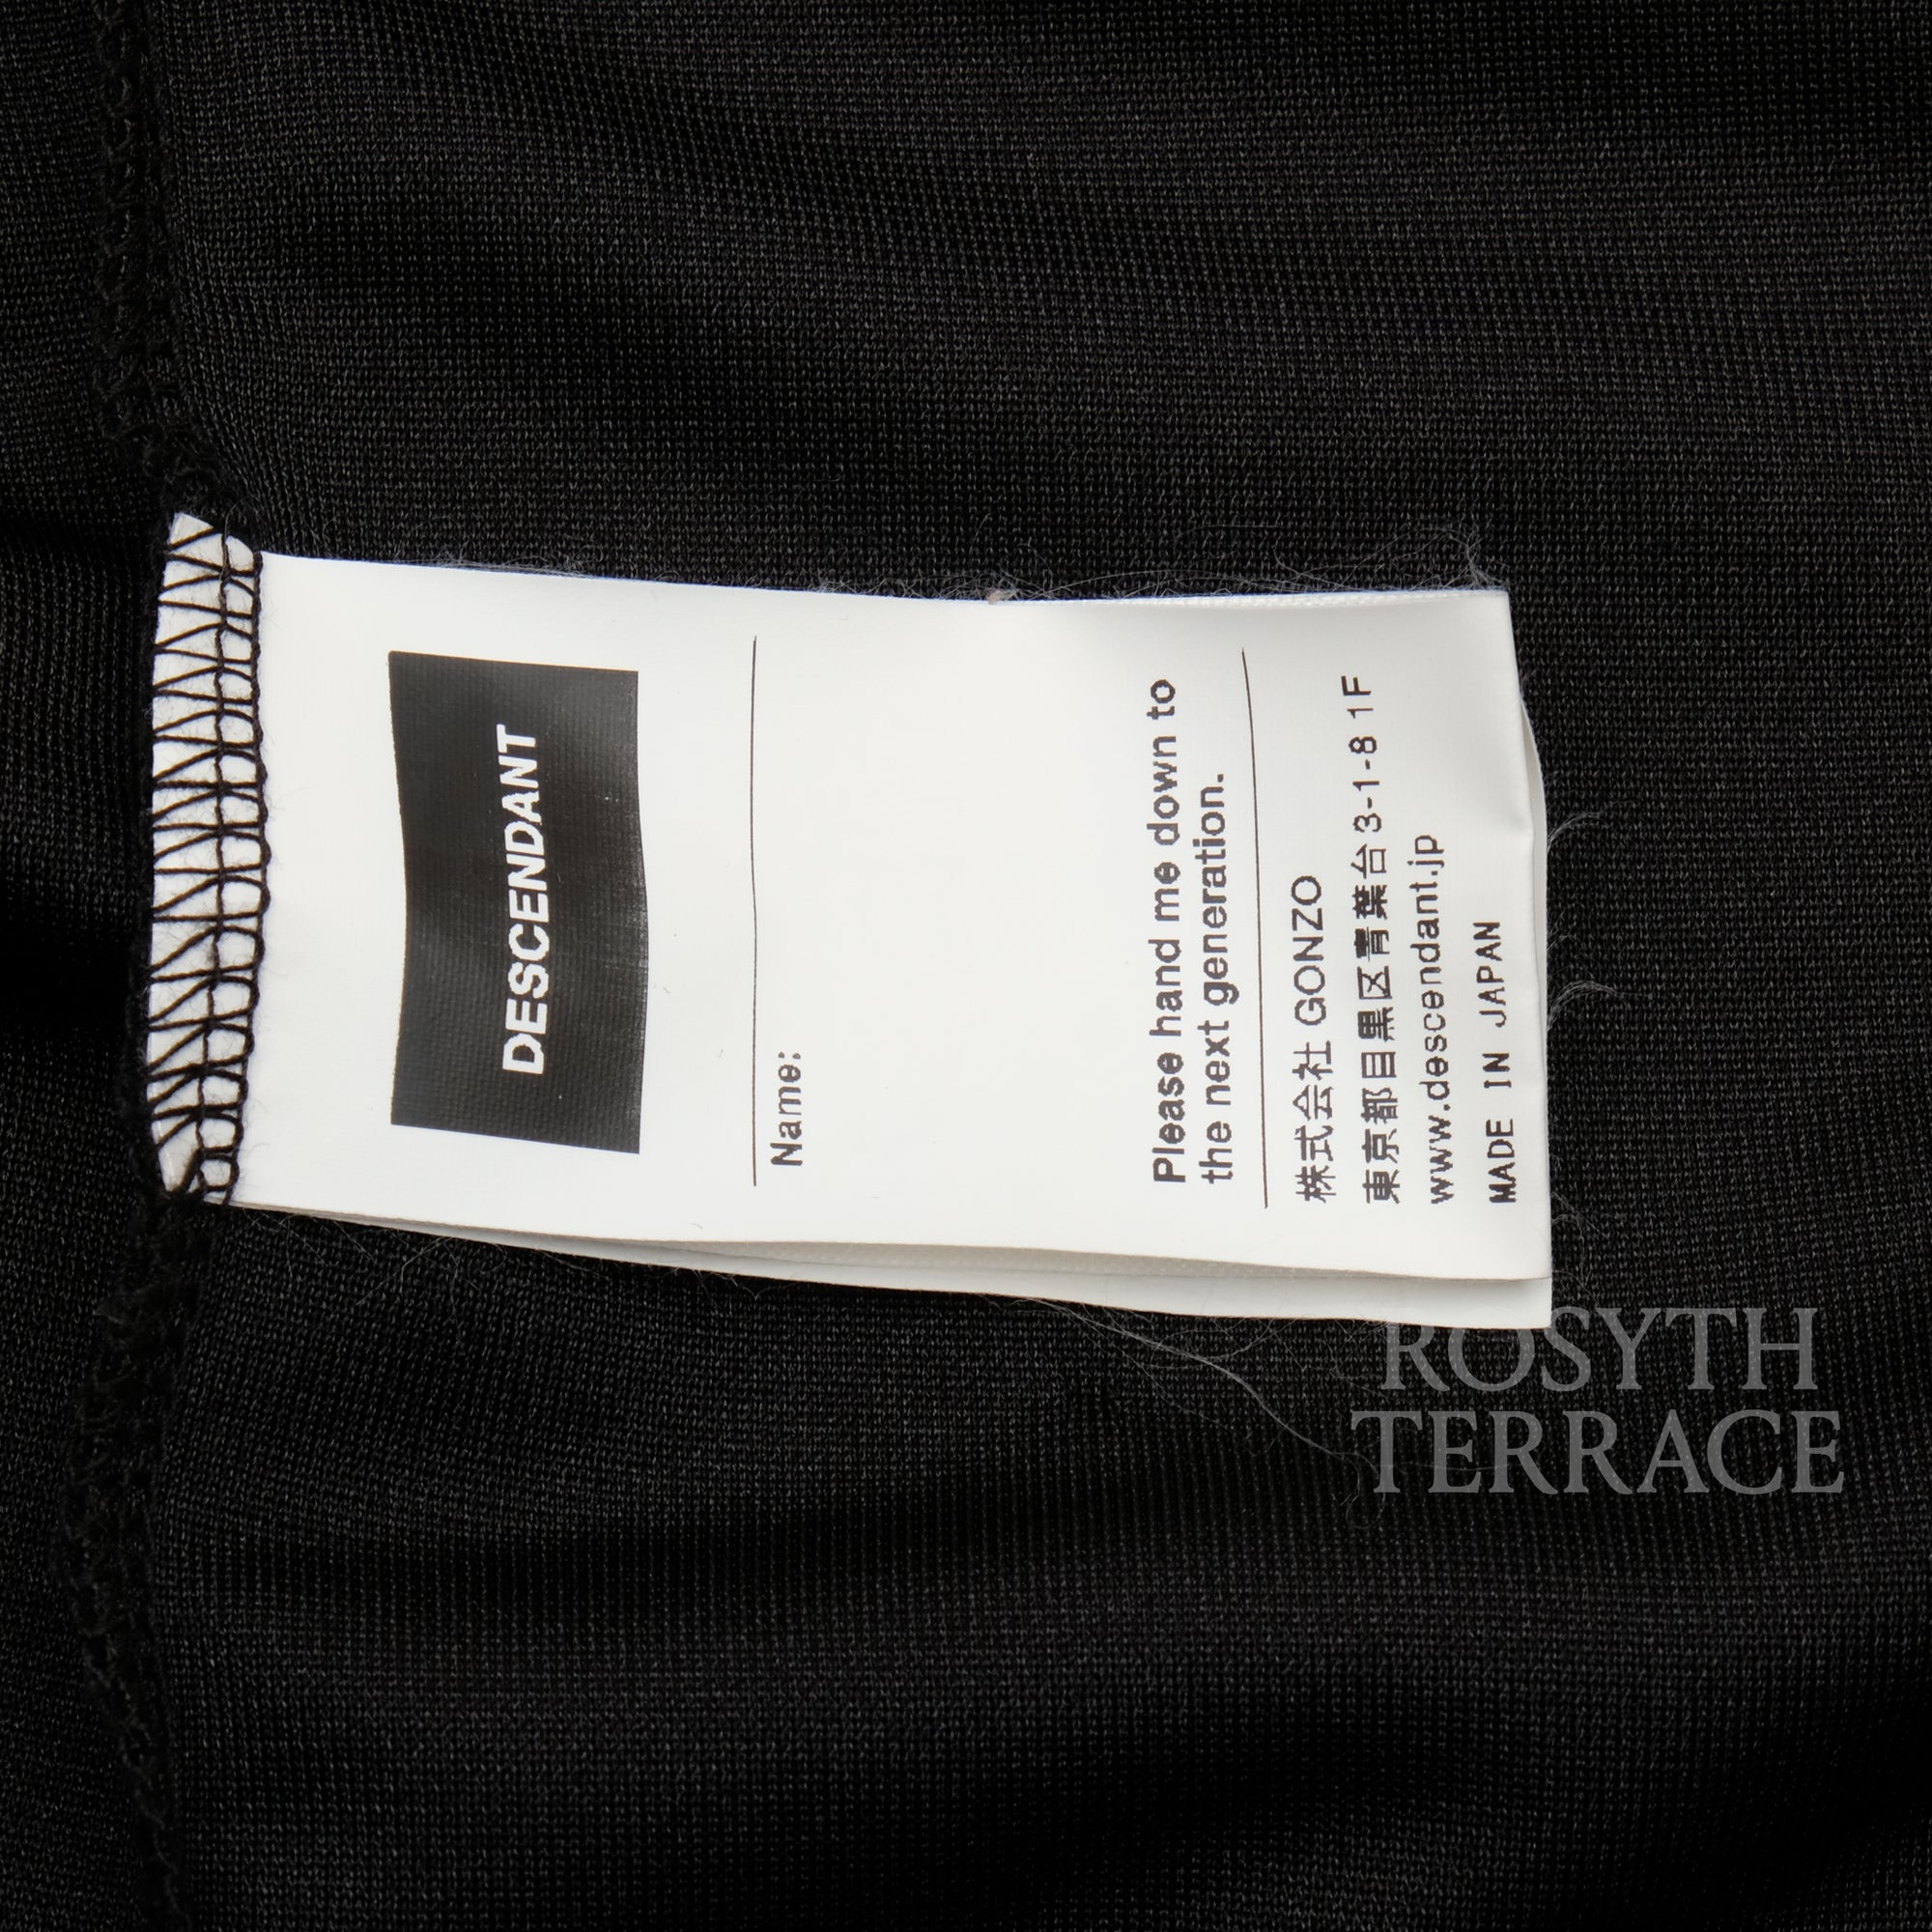 DESCENDANT
Name:
Please hand me down to
the next generation.
株式会社 GONZO
東京都目黒区青葉台3-1-8 1F
www.descendant.jp
MADE IN JAPAN
ROSYTH
TERRACE